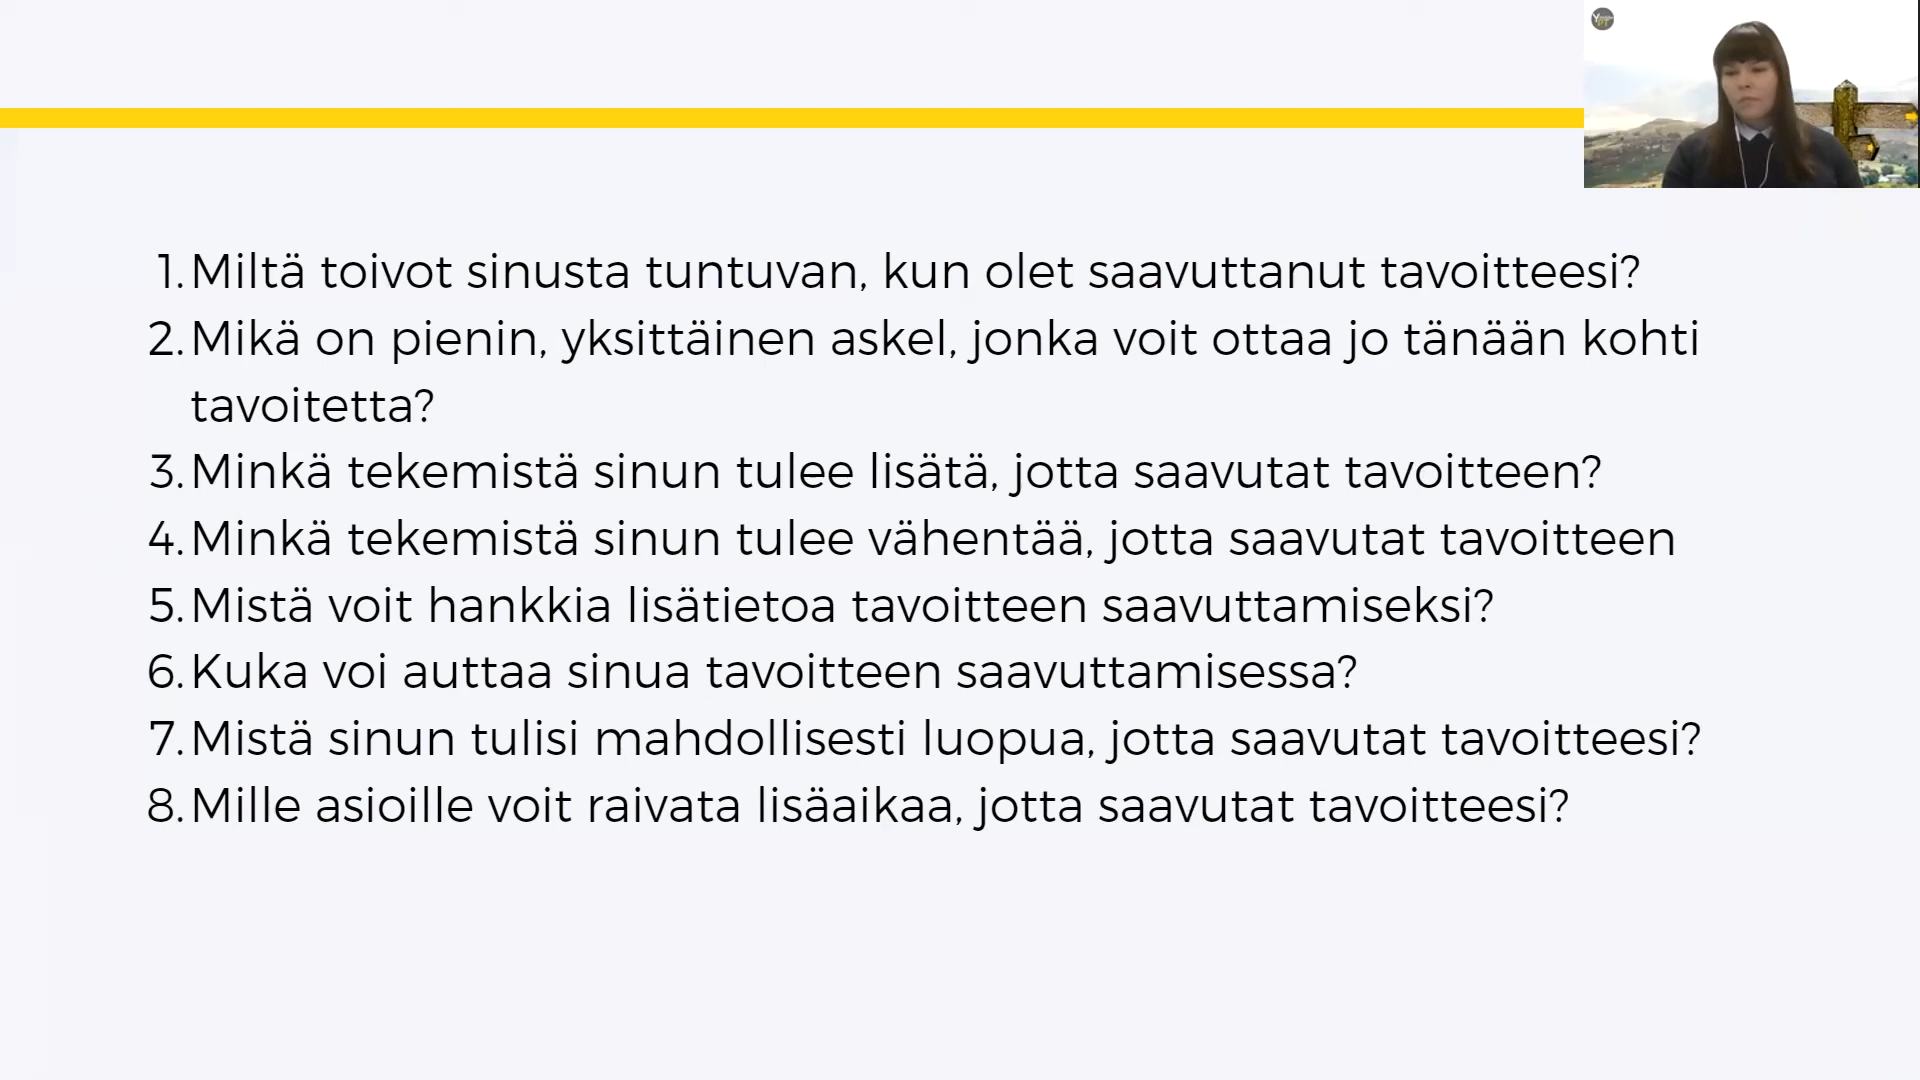 1. Miltä toivot sinusta tuntuvan, kun olet saavuttanut tavoitteesi?
2. Mikä on pienin, yksittäinen askel, jonka voit ottaa jo tänään kohti
tavoitetta?
3. Minkä tekemistä sinun tulee lisätä, jotta saavutat tavoitteen?
4. Minkä tekemistä sinun tulee vähentää, jotta saavutat tavoitteen
5. Mistä voit hankkia lisätietoa tavoitteen saavuttamiseksi?
6. Kuka voi auttaa sinua tavoitteen saavuttamisessa?
7. Mistä sinun tulisi mahdollisesti luopua, jotta saavutat tavoitteesi?
8. Mille asioille voit raivata lisäaikaa, jotta saavutat tavoitteesi?